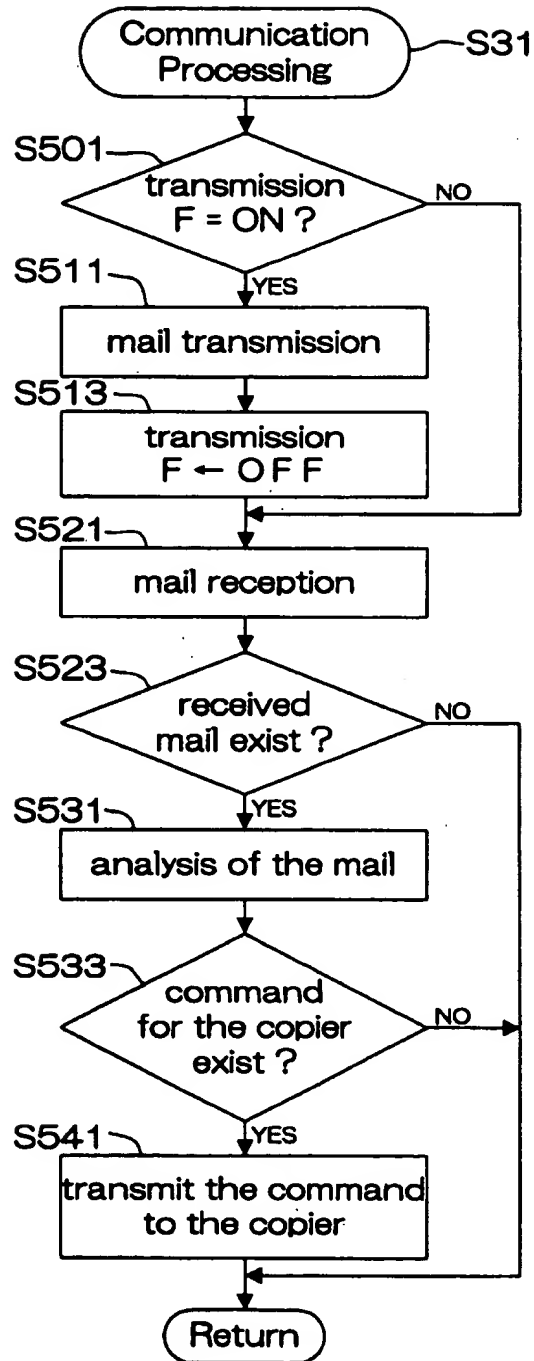 Communication
Processing
S31
S501
transmission
F = ON ?
NO
S511
YES
mail transmission
S513
transmission
F ← OFF
S521
mail reception
S523
received
mail exist ?
NO
S531
YES
analysis of the mail
S533
command
for the copier
exist ?
NO
S541
YES
transmit the command
to the copier
Return